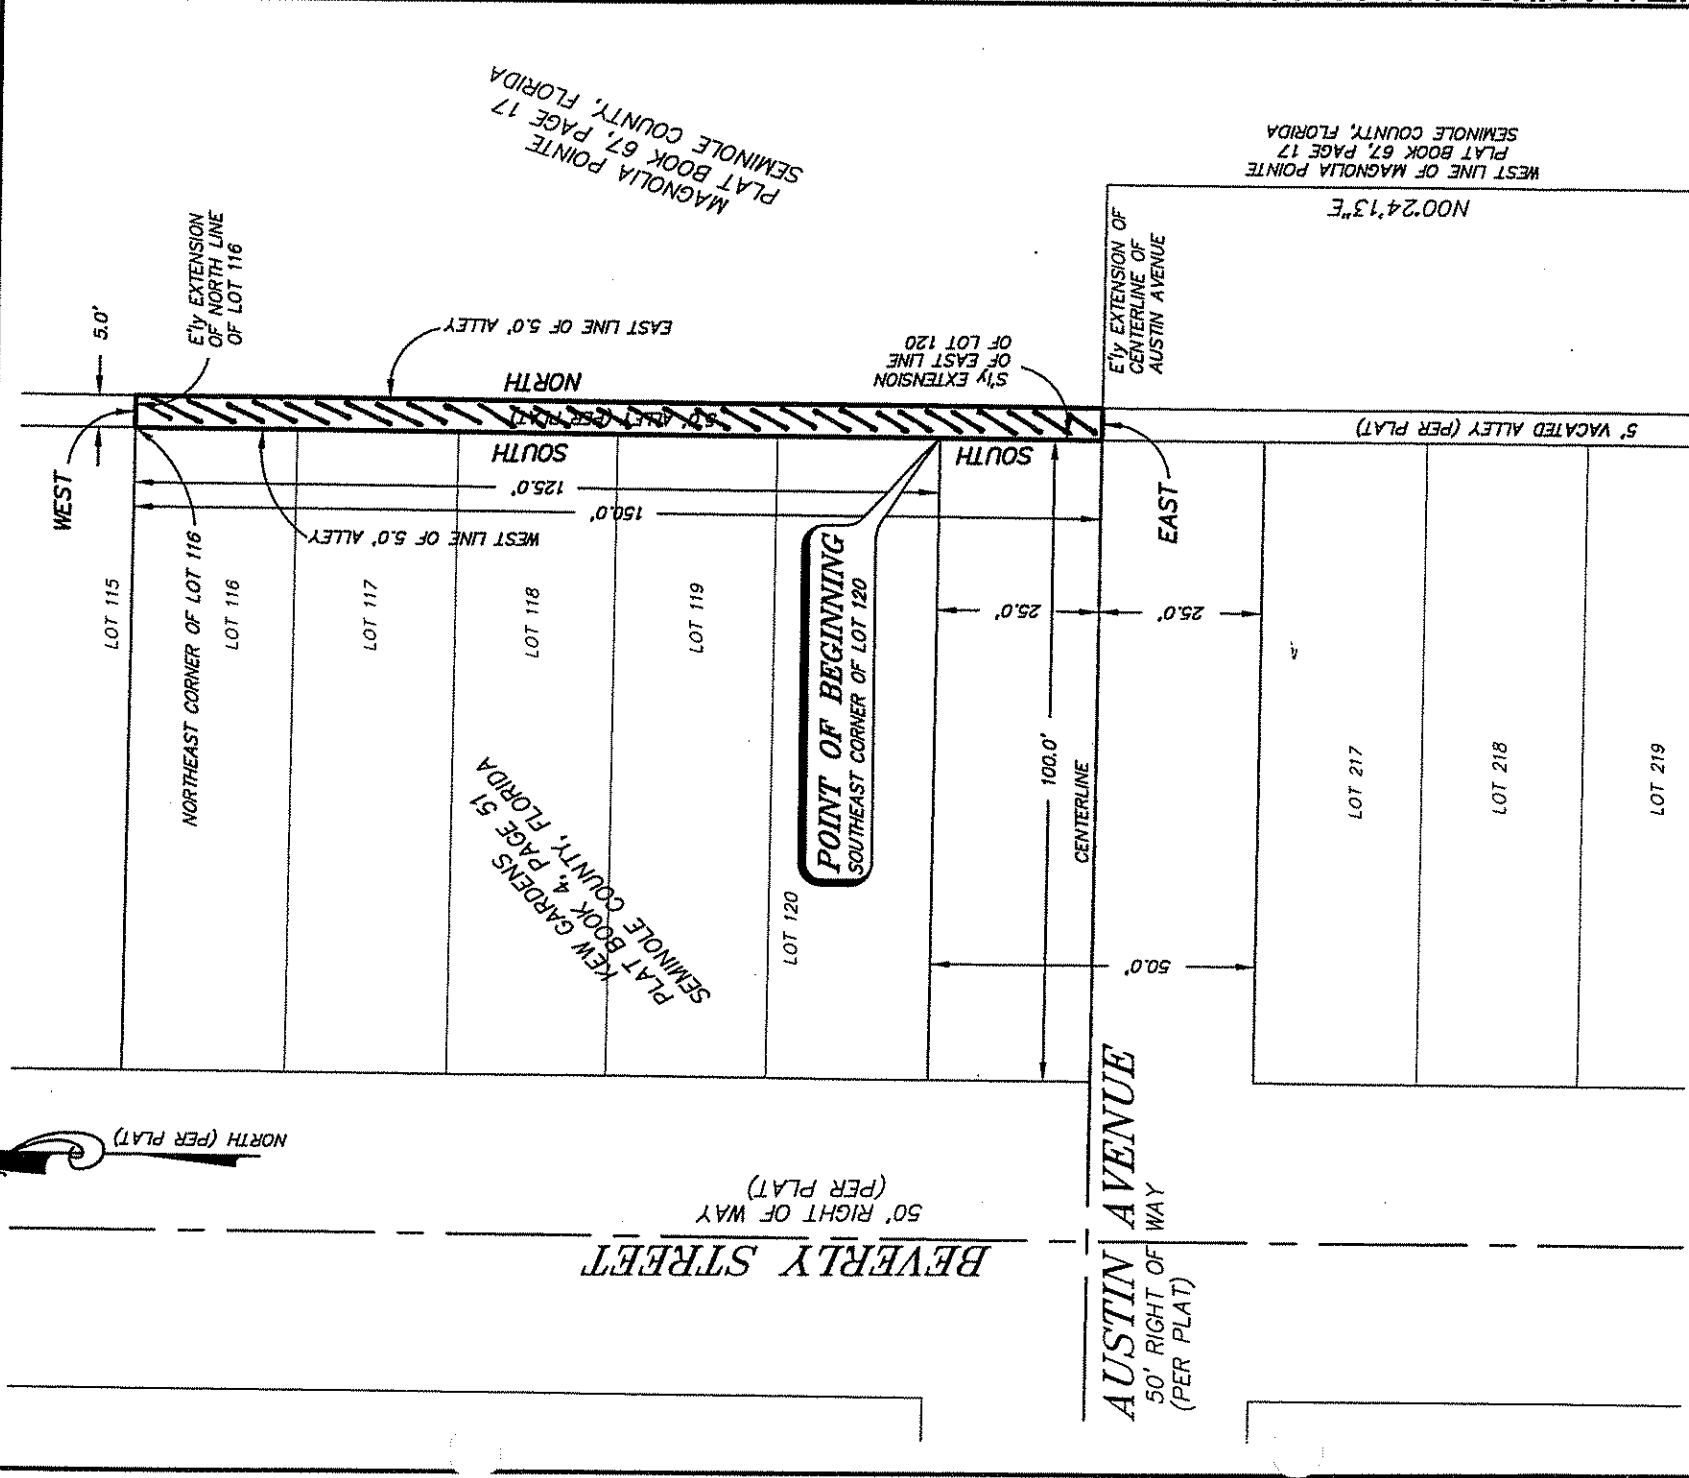 MAGNOLIA POINTE
PLAT BOOK 67, PAGE 17
SEMINOLE COUNTY, FLORIDA
WEST LINE OF MAGNOLIA POINTE
PLAT BOOK 67, PAGE 17
SEMINOLE COUNTY, FLORIDA
N00°24'13"E
E'ly EXTENSION
OF NORTH LINE
OF LOT 116
5.0'
EAST LINE OF 5.0' ALLEY
S'ly EXTENSION
OF EAST LINE
OF LOT 120
E'ly EXTENSION OF
CENTERLINE OF
AUSTIN AVENUE
NORTH
5.0' ALLEY (PER PLAT)
5' VACATED ALLEY (PER PLAT)
SOUTH
SOUTH
WEST
EAST
125.0'
150.0'
WEST LINE OF 5.0' ALLEY
NORTHEAST CORNER OF LOT 116
LOT 115
LOT 116
LOT 117
LOT 118
LOT 119
LOT 120
POINT OF BEGINNING
SOUTHEAST CORNER OF LOT 120
25.0'
25.0'
100.0'
CENTERLINE
50.0'
LOT 217
LOT 218
LOT 219
KEW GARDENS
PLAT BOOK 4, PAGE 51
SEMINOLE COUNTY, FLORIDA
NORTH (PER PLAT)
BEVERLY STREET
50' RIGHT OF WAY
(PER PLAT)
AUSTIN AVENUE
50' RIGHT OF WAY
(PER PLAT)